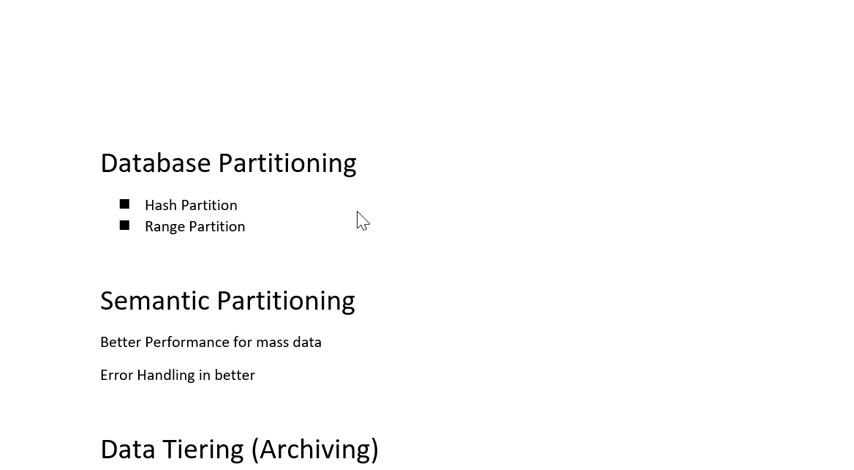 Database Partitioning
■ Hash Partition
■ Range Partition
Semantic Partitioning
Better Performance for mass data
Error Handling in better
Data Tiering (Archiving)